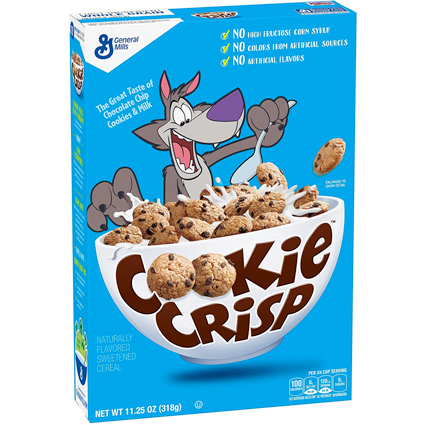 General
Mills
NO HIGH FRUCTOSE CORN SYRUP
NO COLORS FROM ARTIFICIAL SOURCES
NO ARTIFICIAL FLAVORS
The Great Taste of
Chocolate Chip
Cookies & Milk
ENLARGED TO
SHOW DETAIL
COOKiE
CRiSP
TM
NATURALLY
FLAVORED
SWEETENED
CEREAL
PER 3/4 CUP SERVING
100
CALORIES
NET WT 11.25 OZ (318g)
U